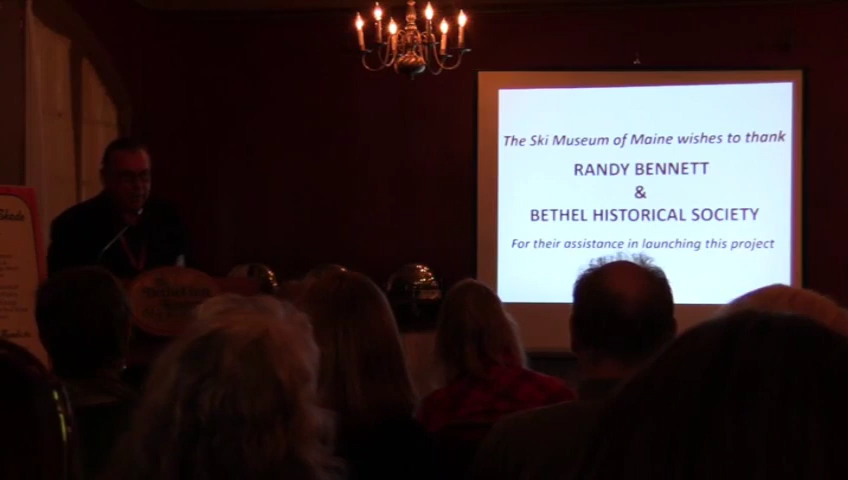 The Ski Museum of Maine wishes to thank
RANDY BENNETT
&
BETHEL HISTORICAL SOCIETY
For their assistance in launching this project